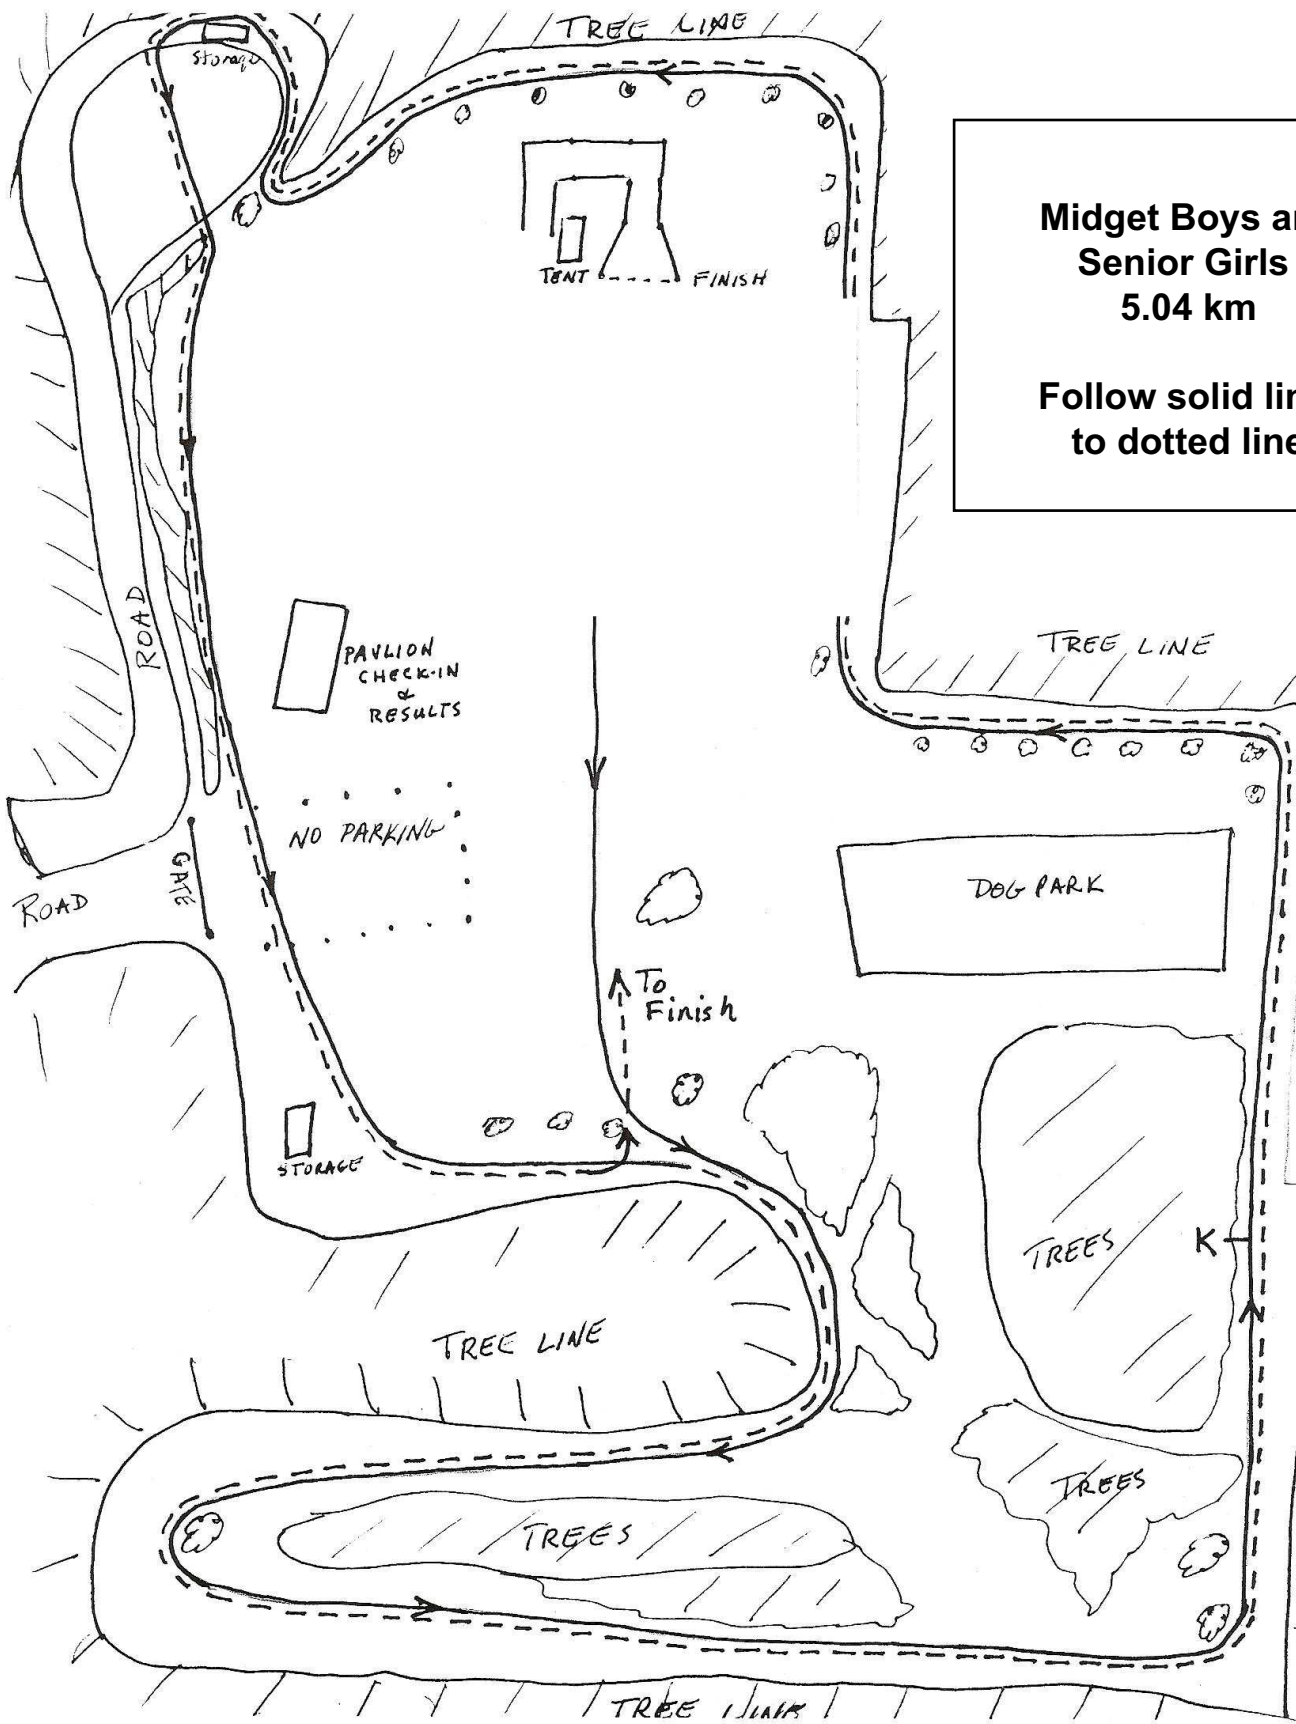 TREE LINE
Storage
TENT
FINISH
Midget Boys a
Senior Girls
5.04 km
Follow solid lin
to dotted line
ROAD
PAVLION
CHECK-IN
&
RESULTS
TREE LINE
NO PARKING
GATE
ROAD
DOG PARK
To
Finish
STORAGE
TREES
K
TREE LINE
TREES
TREES
TREE LINE